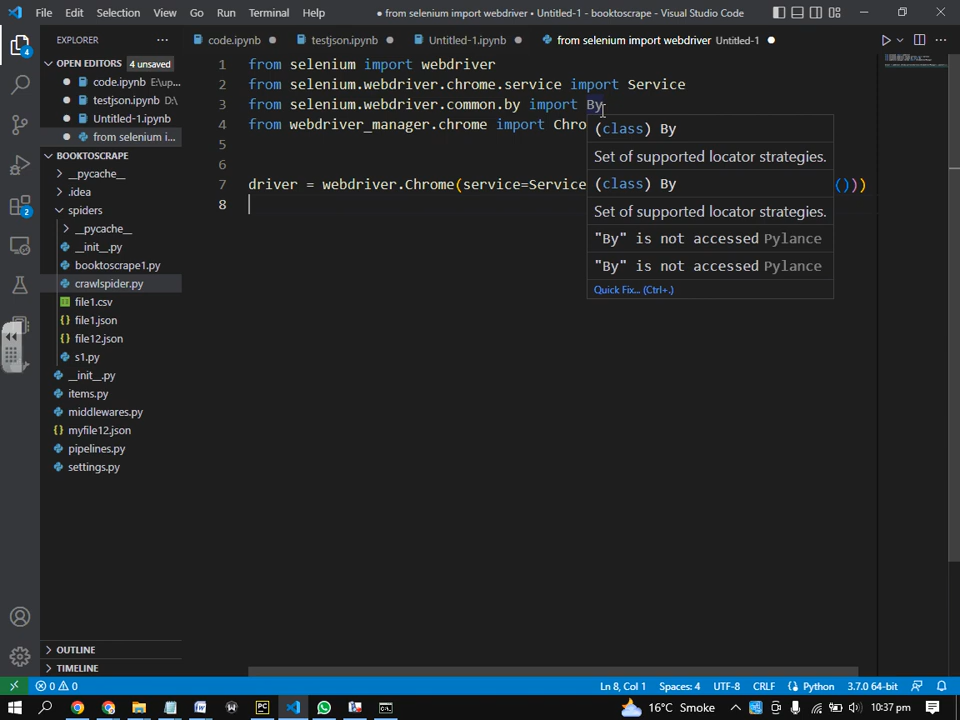 File Edit Selection View Go Run Terminal Help
● from selenium import webdriver • Untitled-1 - booktoscrape - Visual Studio Code
EXPLORER
code.ipynb
testjson.ipynb
Untitled-1.ipynb
from selenium import webdriver Untitled-1
OPEN EDITORS 4 unsaved
code.ipynb E:\up...
testjson.ipynb D:\
Untitled-1.ipynb
from selenium i...
BOOKTOSCRAPE
__pycache__
.idea
spiders
__pycache__
__init__.py
booktoscrape1.py
crawlspider.py
file1.csv
file1.json
file12.json
s1.py
__init__.py
items.py
middlewares.py
myfile12.json
pipelines.py
settings.py
OUTLINE
TIMELINE
4
2
1 from selenium import webdriver
2 from selenium.webdriver.chrome.service import Service
3 from selenium.webdriver.common.by import By
4 from webdriver_manager.chrome import Chro
5
6
7 driver = webdriver.Chrome(service=Service ()))
8
(class) By
Set of supported locator strategies.
(class) By
Set of supported locator strategies.
"By" is not accessed Pylance
"By" is not accessed Pylance
Quick Fix... (Ctrl+.)
0 0 Ln 8, Col 1 Spaces: 4 UTF-8 CRLF Python 3.7.0 64-bit
16°C Smoke 10:37 pm